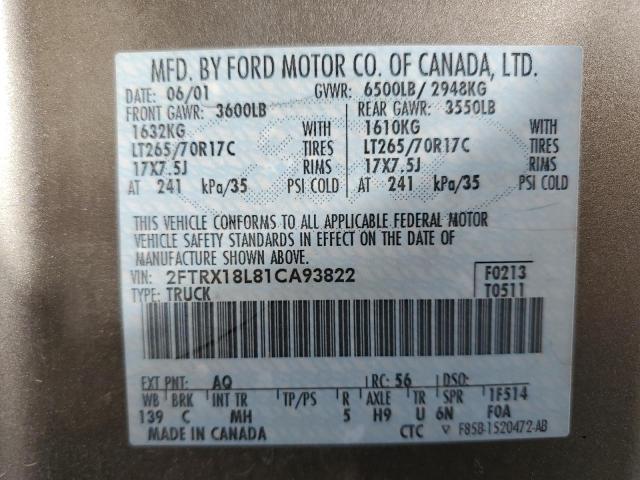 MFD. BY FORD MOTOR CO. OF CANADA, LTD.
DATE: 06/01 GVWR: 6500LB/ 2948KG
FRONT GAWR: 3600LB REAR GAWR: 3550LB
1632KG WITH 1610KG WITH
LT265/70R17C TIRES LT265/70R17C TIRES
17X7.5J RIMS 17X7.5J RIMS
AT 241 kPa/35 PSI COLD AT 241 kPa/35 PSI COLD
THIS VEHICLE CONFORMS TO ALL APPLICABLE FEDERAL MOTOR
VEHICLE SAFETY STANDARDS IN EFFECT ON THE DATE OF
MANUFACTURE SHOWN ABOVE.
VIN: 2FTRX18L81CA93822 F0213
TYPE: TRUCK T0511
EXT PNT: AQ RC: 56 DSO:
WB BRK INT TR TP/PS R AXLE TR SPR 1F514
139 C MH 5 H9 U 6N F0A
MADE IN CANADA CTC F85B-1520472-AB